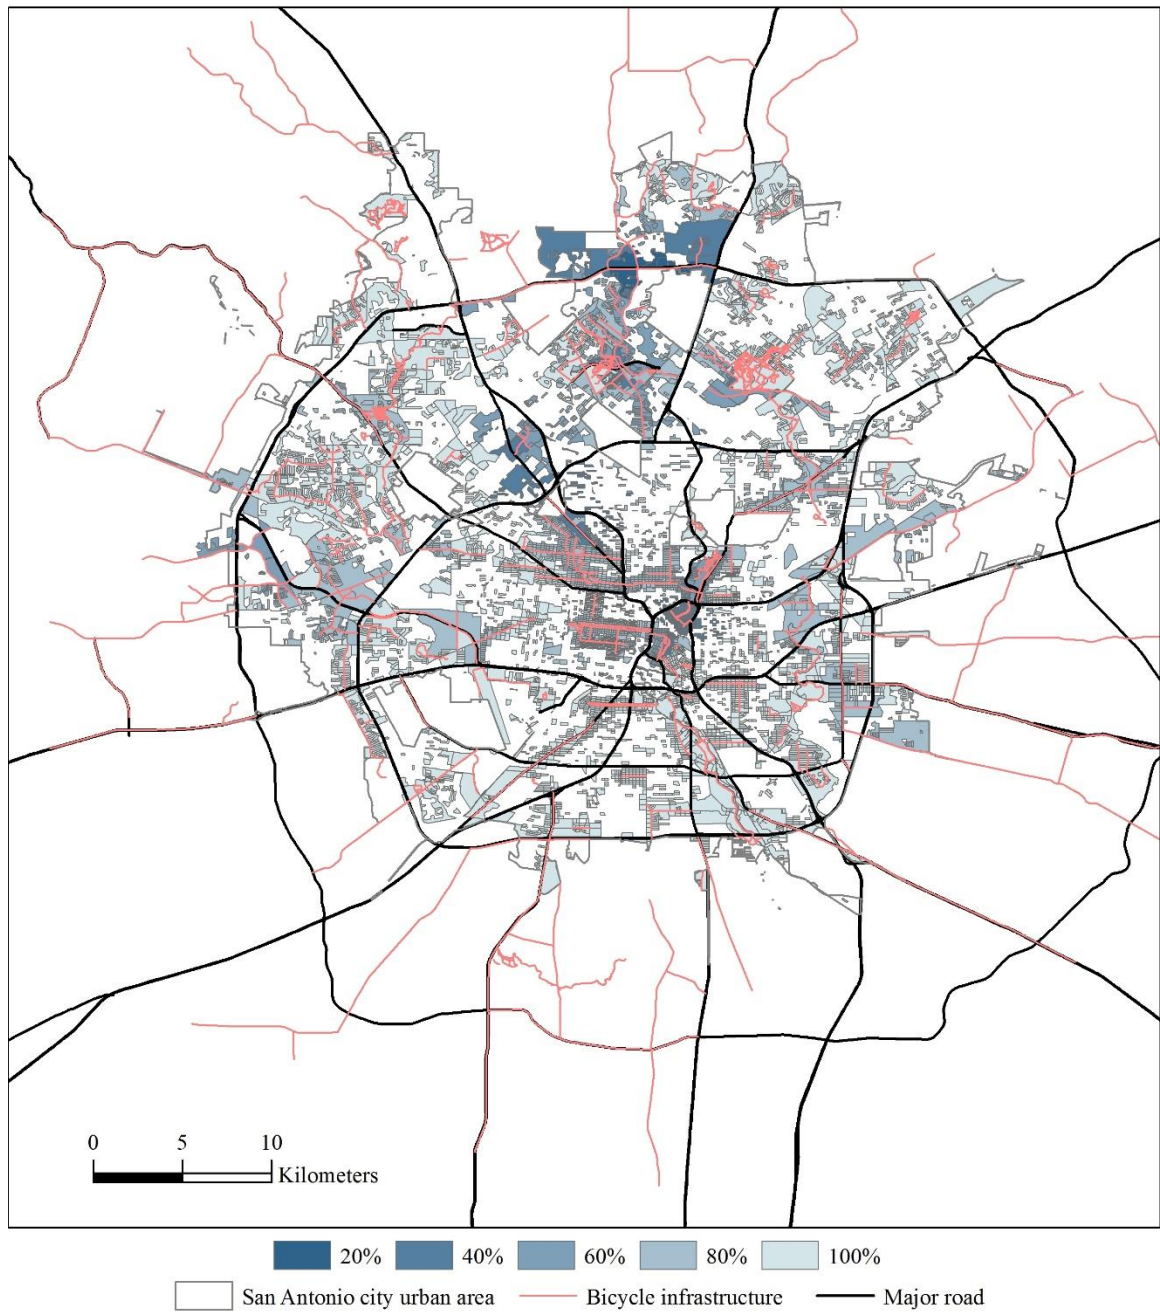 0 5 10
Kilometers
20% 40% 60% 80% 100%
San Antonio city urban area Bicycle infrastructure Major road